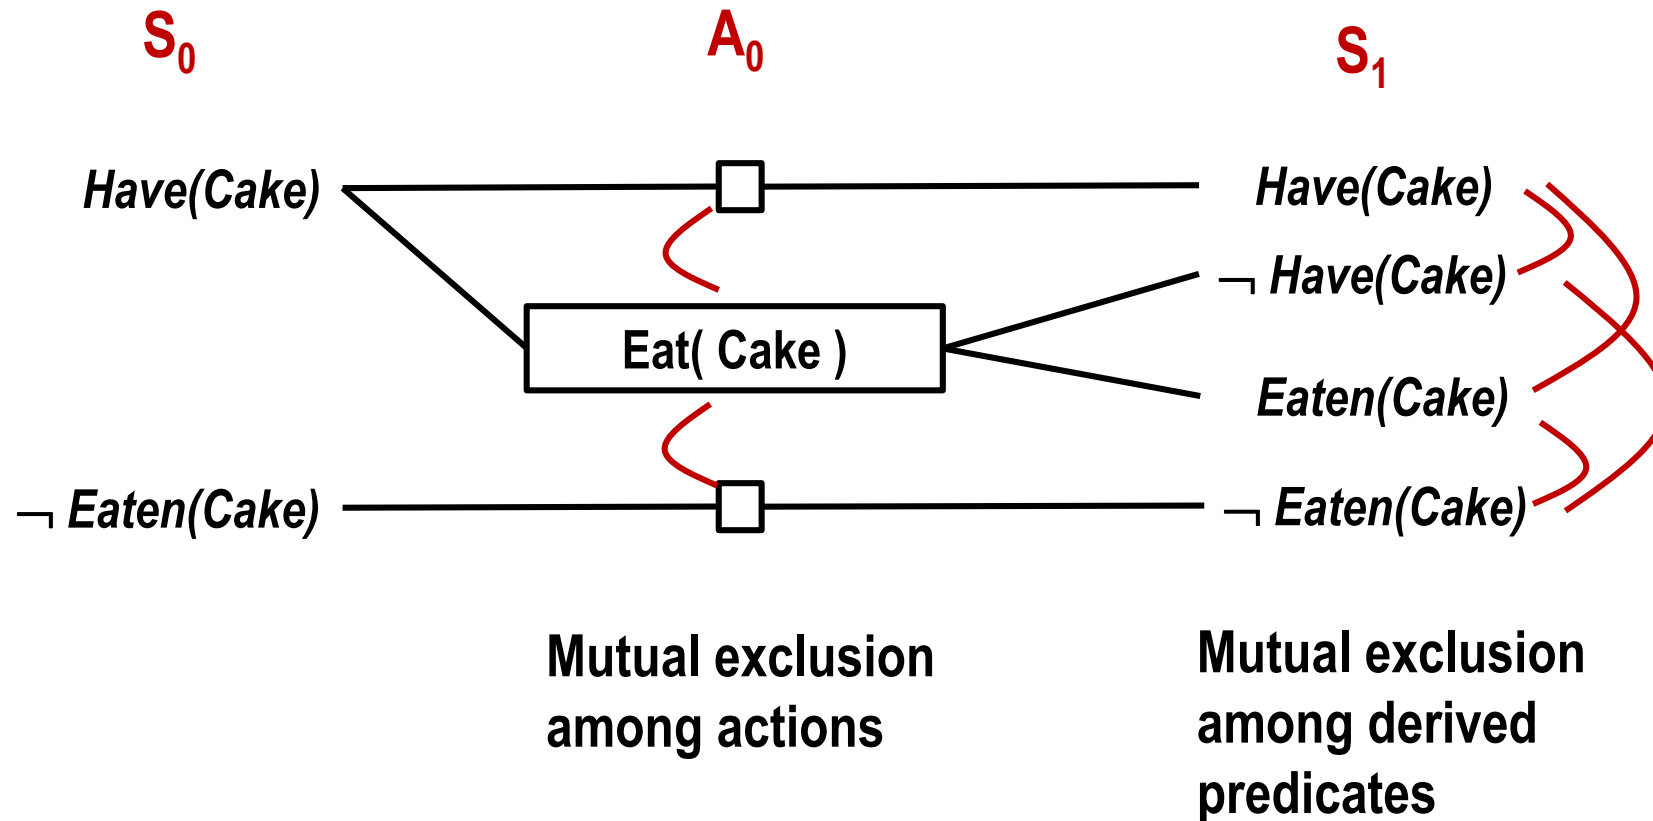 S₀ A₀ S₁
Have(Cake) Have(Cake)
¬ Have(Cake)
Eat( Cake )
Eaten(Cake)
¬ Eaten(Cake) ¬ Eaten(Cake)
Mutual exclusion
among actions
Mutual exclusion
among derived
predicates